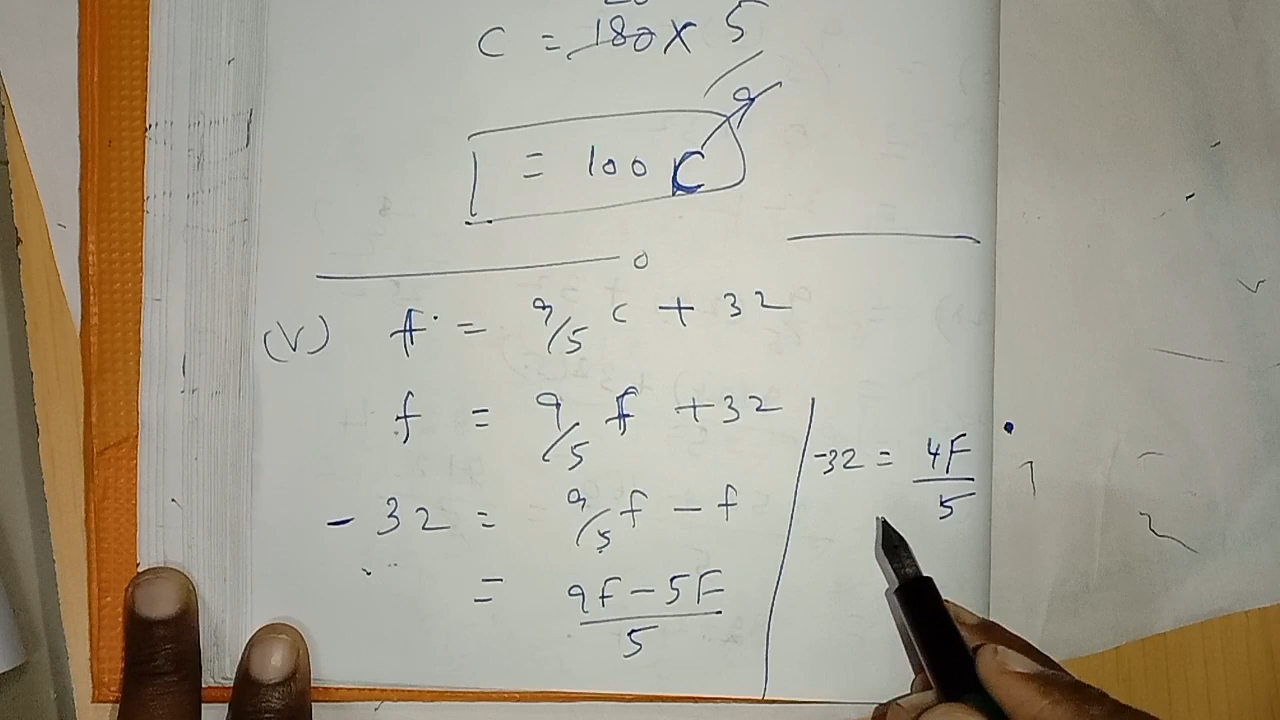 20
C = 180 × 5
9
= 100 C
(V) f = 9/5 c + 32
f = 9/5 f + 32
- 32 = 9/5 f - f
= 9F - 5F / 5
-32 = 4F / 5